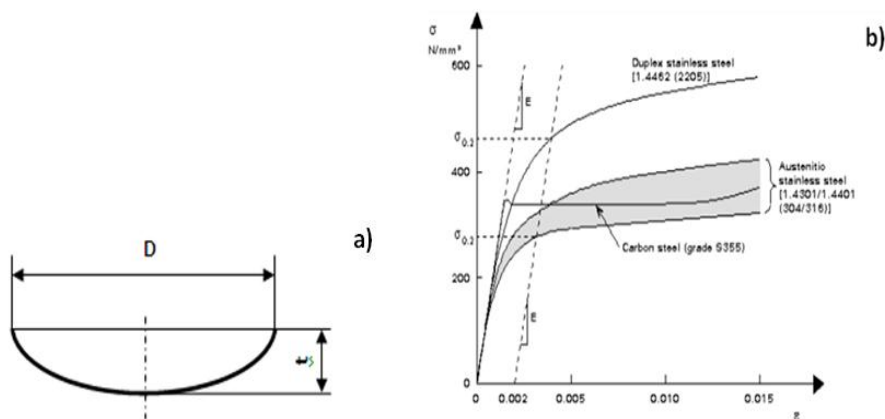 a)
D
t
b)
σ
N/mm²
600
Duplex stainless steel
[1.4462 (2205)]
E
σ0.2
400
Austenitio
stainless steel
[1.4301/1.4401
(304/316)]
σ0.2
Carbon steel (grade S355)
200
E
0
0 0.002 0.005 0.010 0.015
ε